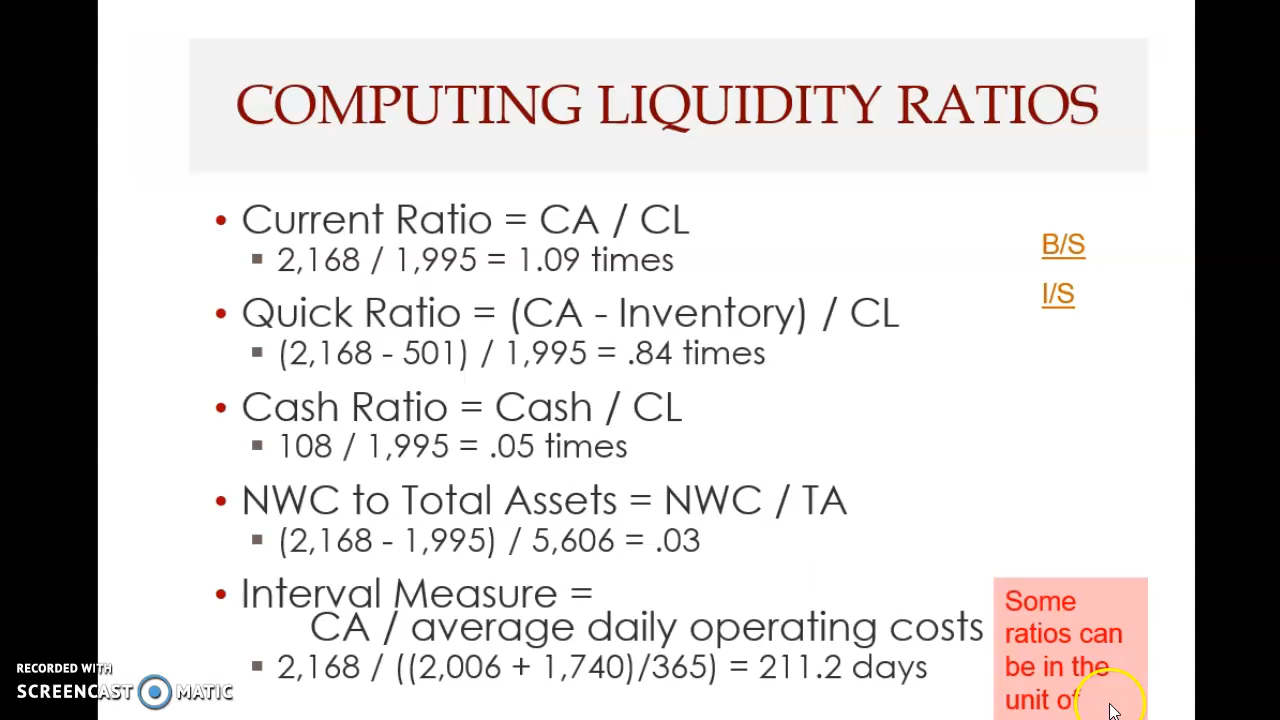 COMPUTING LIQUIDITY RATIOS
• Current Ratio = CA / CL
▪ 2,168 / 1,995 = 1.09 times
• Quick Ratio = (CA - Inventory) / CL
▪ (2,168 - 501) / 1,995 = .84 times
• Cash Ratio = Cash / CL
▪ 108 / 1,995 = .05 times
• NWC to Total Assets = NWC / TA
▪ (2,168 - 1,995) / 5,606 = .03
• Interval Measure =
CA / average daily operating costs
▪ 2,168 / ((2,006 + 1,740)/365) = 211.2 days
B/S
I/S
Some
ratios can
be in the
unit of
RECORDED WITH
SCREENCAST MATIC